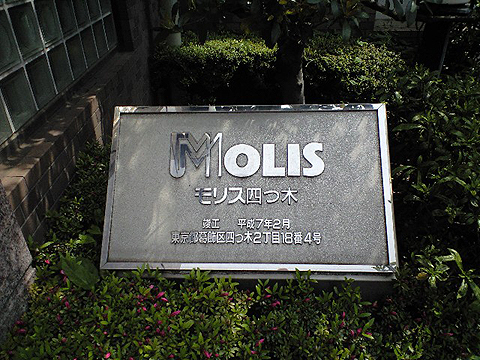 MOLIS
モリス四つ木
竣工 平成7年2月
東京都葛飾区四つ木2丁目18番4号